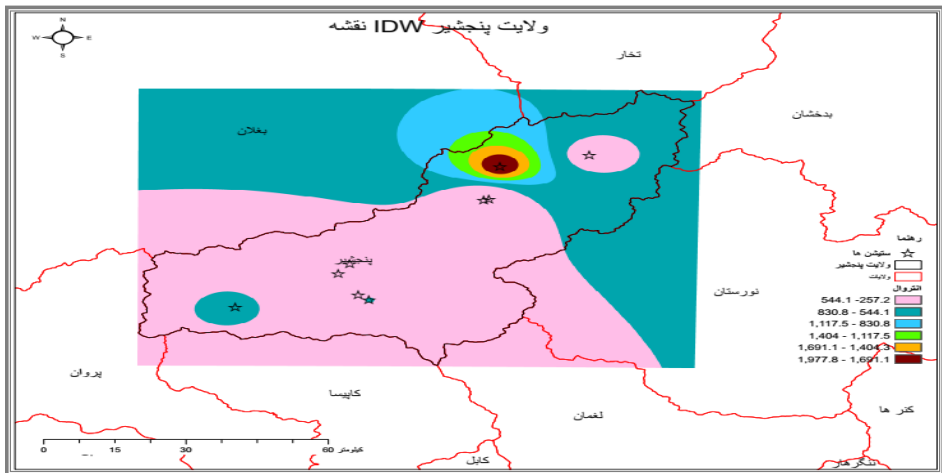 نقشه IDW ولایت پنجشیر
N
W E
S
تخار
بدخشان
بغلان
پنجشیر
نورستان
پروان
کاپیسا
لغمان
کنر ها
کابل
ننگرهار
رهنما
ستیشن ها
ولایت پنجشیر
ولایات
انتروال
544.1 -257.2
830.8 - 544.1
1,117.5 - 830.8
1,404 - 1,117.5
1,691.1 - 1,404.3
1,977.8 - 1,691.1
0 15 30 60
کیلومتر